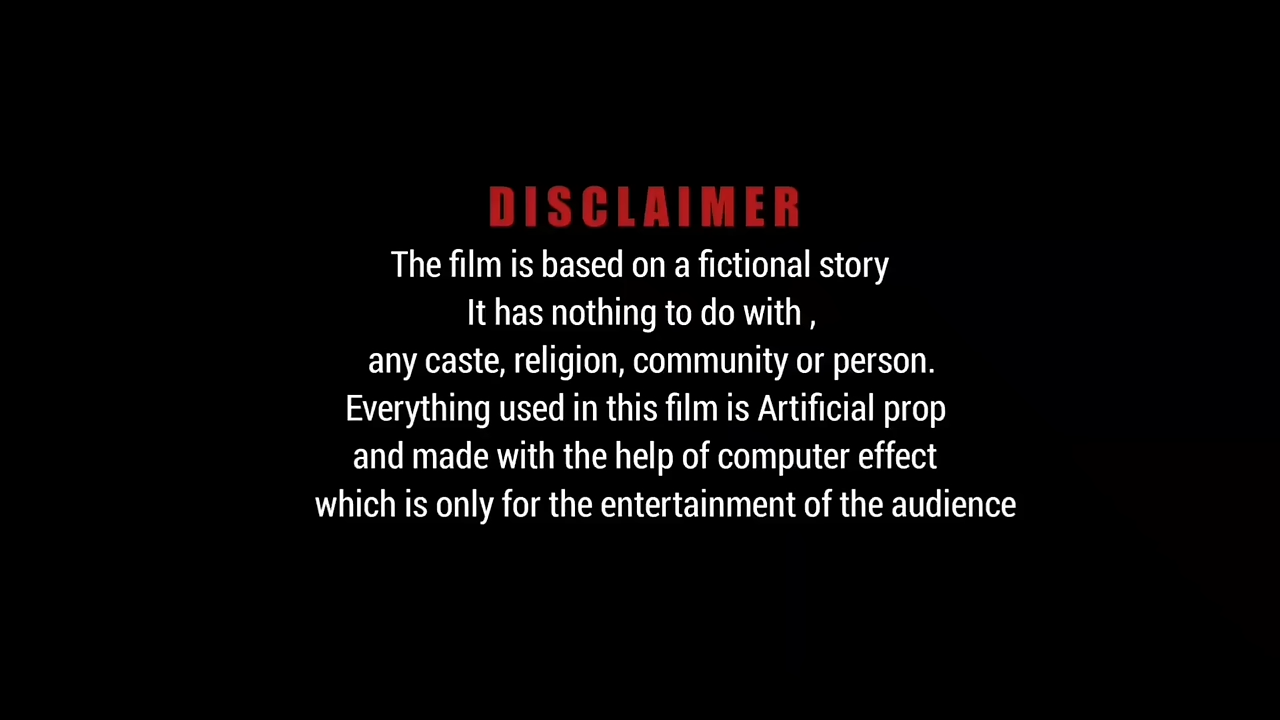 DISCLAIMER
The film is based on a fictional story
It has nothing to do with ,
any caste, religion, community or person.
Everything used in this film is Artificial prop
and made with the help of computer effect
which is only for the entertainment of the audience